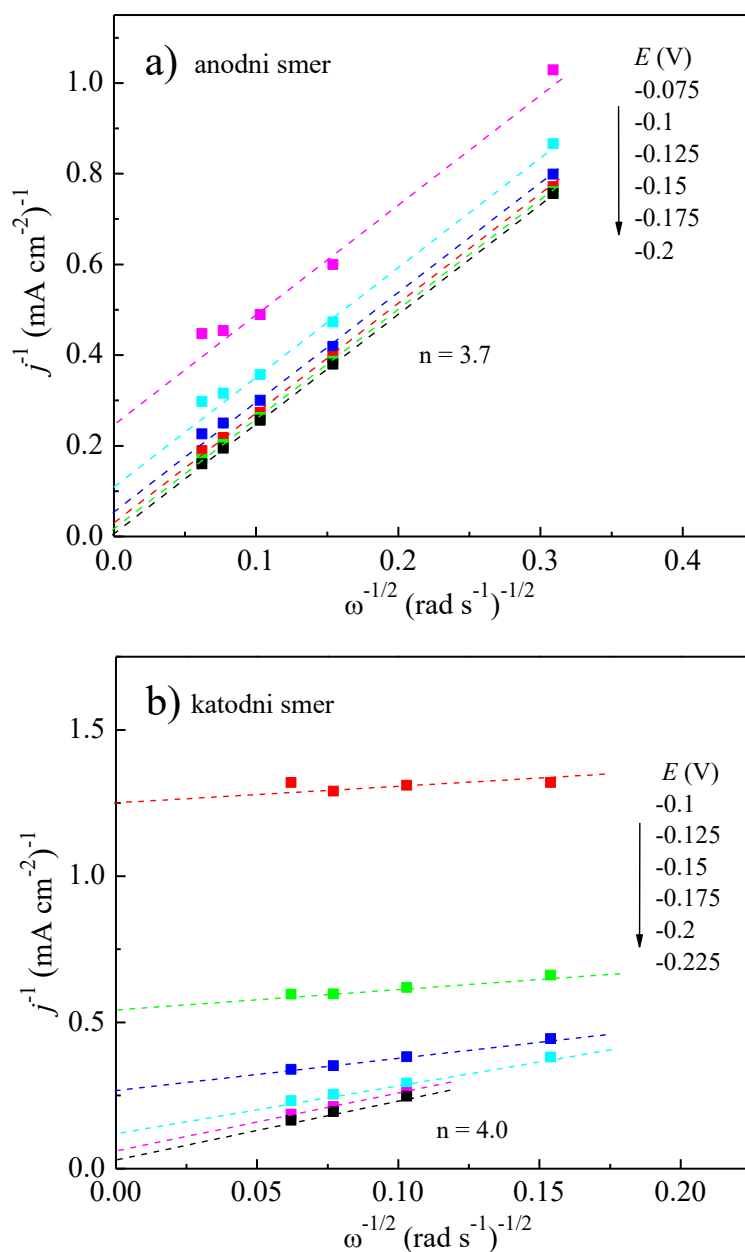 a) anodni smer
E (V)
-0.075
-0.1
-0.125
-0.15
-0.175
-0.2
n = 3.7
1.0
0.8
0.6
0.4
0.2
0.0
j⁻¹ (mA cm⁻²)⁻¹
0.0 0.1 0.2 0.3 0.4
ω⁻¹/² (rad s⁻¹)⁻¹/²
b) katodni smer
E (V)
-0.1
-0.125
-0.15
-0.175
-0.2
-0.225
n = 4.0
1.5
1.0
0.5
0.0
j⁻¹ (mA cm⁻²)⁻¹
0.00 0.05 0.10 0.15 0.20
ω⁻¹/² (rad s⁻¹)⁻¹/²